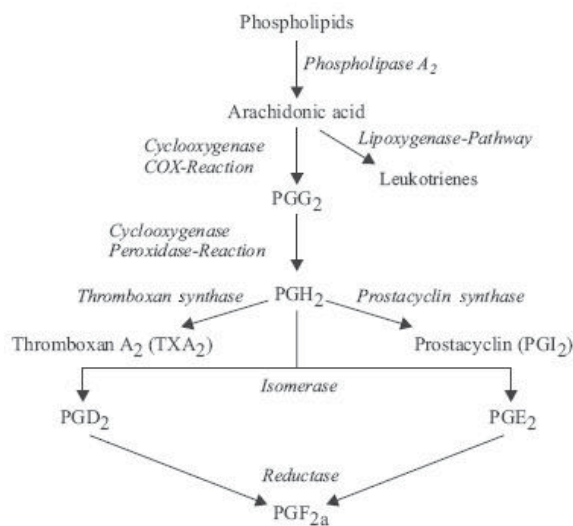 Phospholipids
Phospholipase A₂
Arachidonic acid
Cyclooxygenase
COX-Reaction
Lipoxygenase-Pathway
Leukotrienes
PGG₂
Cyclooxygenase
Peroxidase-Reaction
Thromboxan synthase
PGH₂
Prostacyclin synthase
Thromboxan A₂ (TXA₂)
Prostacyclin (PGI₂)
Isomerase
PGD₂
PGE₂
Reductase
PGF₂a